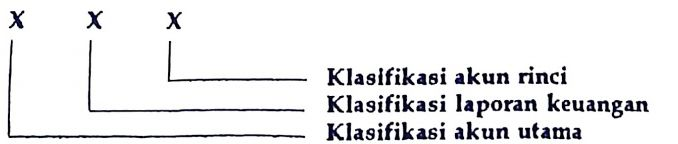 X X X
Klasifikasi akun rinci
Klasifikasi laporan keuangan
Klasifikasi akun utama